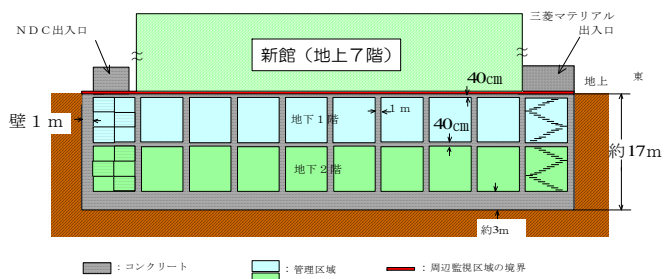 NDC出入口
三菱マテリアル
出入口
新館（地上７階）
40㎝
地上
東
壁１ｍ
地下１階
1ｍ
40㎝
約17ｍ
地下２階
約3ｍ
：コンクリート
：管理区域
：周辺監視区域の境界